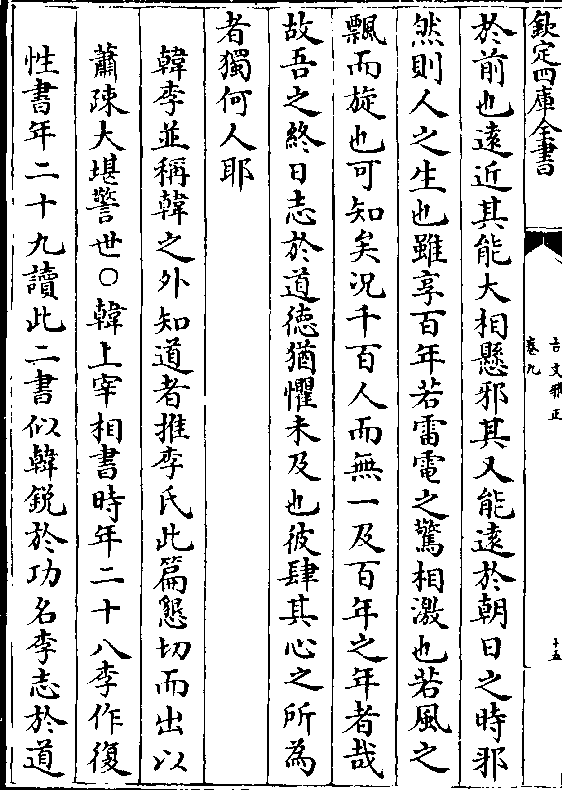 欽定四庫全書
古文雅正
卷九
十五
於前也遠近其能大相懸邪其又能遠於朝日之時邪
然則人之生也雖享百年若雷電之驚相激也若風之
飄而旋也可知矣况千百人而無一及百年之年者哉
故吾之終日志於道徳猶懼未及也彼肆其心之所為
者獨何人耶
韓李並稱韓之外知道者推李氏此篇懇切而出以
蕭疎大堪警世○韓上宰相書時年二十八李作復
性書年二十九讀此二書似韓鋭於功名李志於道